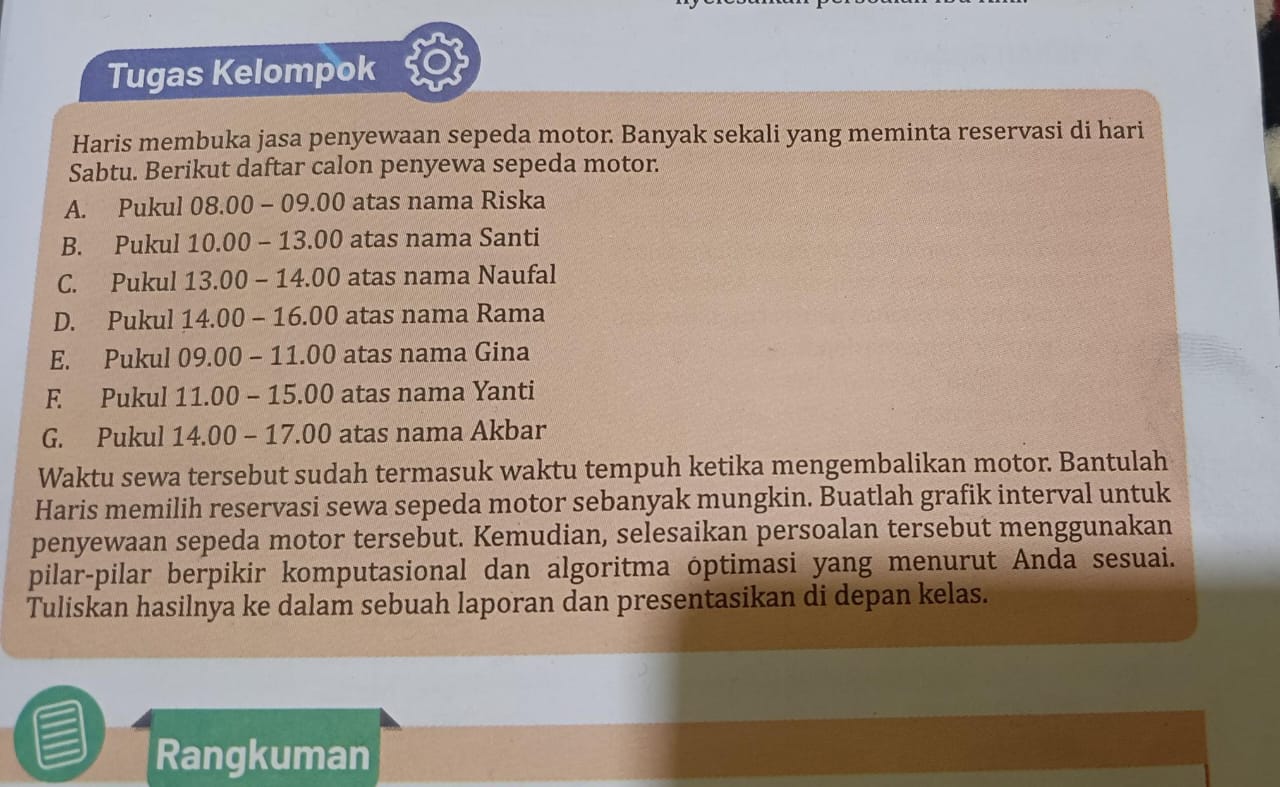 Tugas Kelompok
Haris membuka jasa penyewaan sepeda motor. Banyak sekali yang meminta reservasi di hari
Sabtu. Berikut daftar calon penyewa sepeda motor.
A. Pukul 08.00 – 09.00 atas nama Riska
B. Pukul 10.00 – 13.00 atas nama Santi
C. Pukul 13.00 – 14.00 atas nama Naufal
D. Pukul 14.00 – 16.00 atas nama Rama
E. Pukul 09.00 – 11.00 atas nama Gina
F. Pukul 11.00 – 15.00 atas nama Yanti
G. Pukul 14.00 – 17.00 atas nama Akbar
Waktu sewa tersebut sudah termasuk waktu tempuh ketika mengembalikan motor. Bantulah
Haris memilih reservasi sewa sepeda motor sebanyak mungkin. Buatlah grafik interval untuk
penyewaan sepeda motor tersebut. Kemudian, selesaikan persoalan tersebut menggunakan
pilar-pilar berpikir komputasional dan algoritma optimasi yang menurut Anda sesuai.
Tuliskan hasilnya ke dalam sebuah laporan dan presentasikan di depan kelas.
Rangkuman